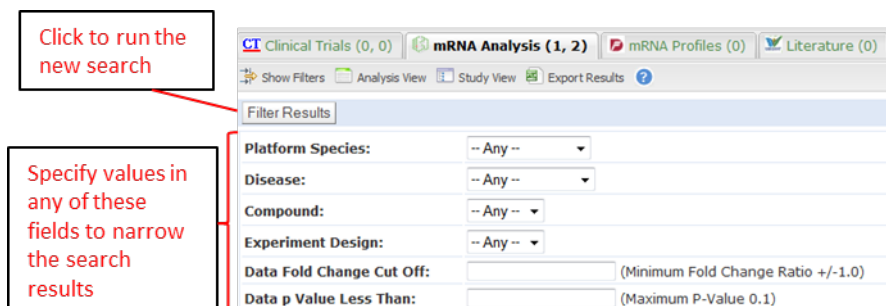 Click to run the
new search
CT Clinical Trials (0, 0) mRNA Analysis (1, 2) mRNA Profiles (0) Literature (0)
Show Filters Analysis View Study View Export Results ?
Filter Results
Specify values in
any of these
fields to narrow
the search
results
Platform Species: -- Any --
Disease: -- Any --
Compound: -- Any --
Experiment Design: -- Any --
Data Fold Change Cut Off: (Minimum Fold Change Ratio +/-1.0)
Data p Value Less Than: (Maximum P-Value 0.1)